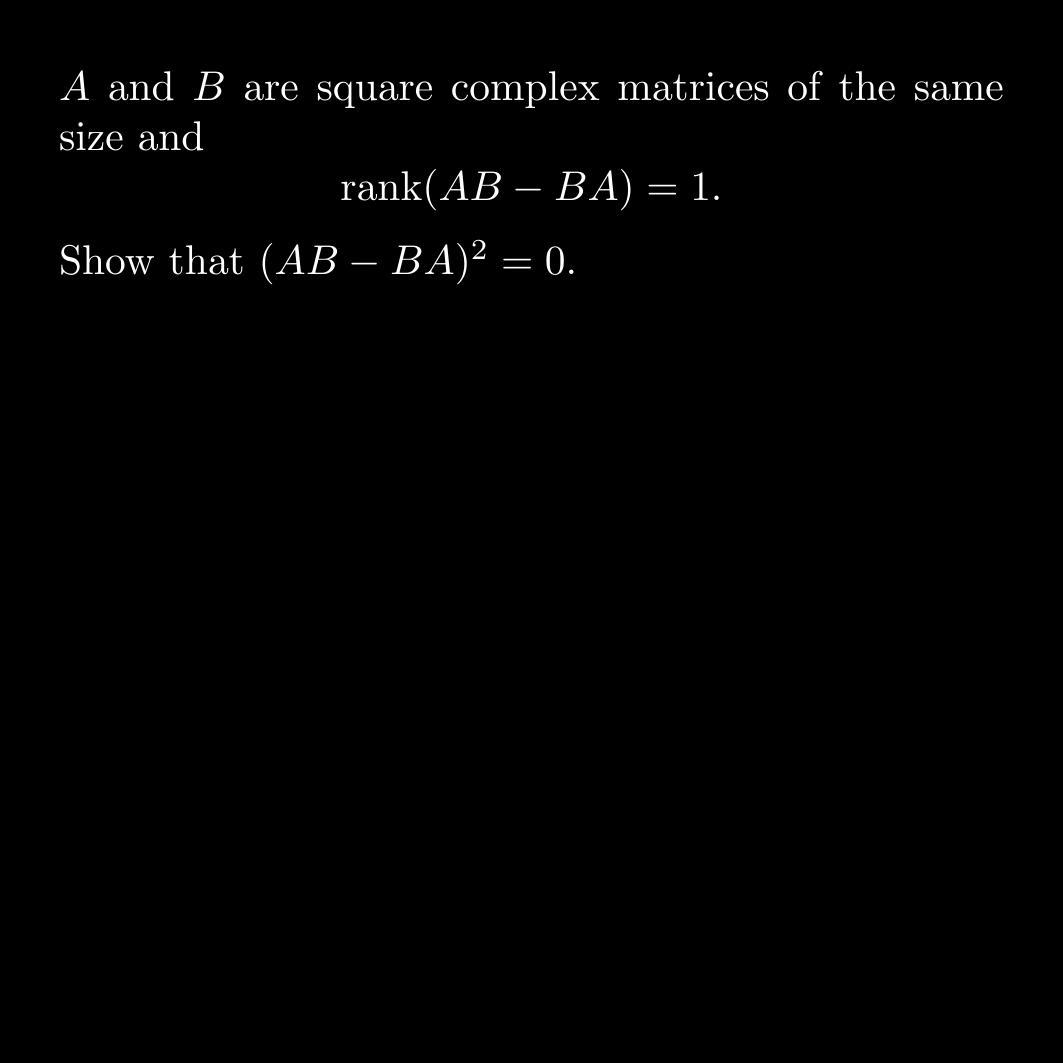 A and B are square complex matrices of the same
size and
rank(AB − BA) = 1.
Show that (AB − BA)² = 0.